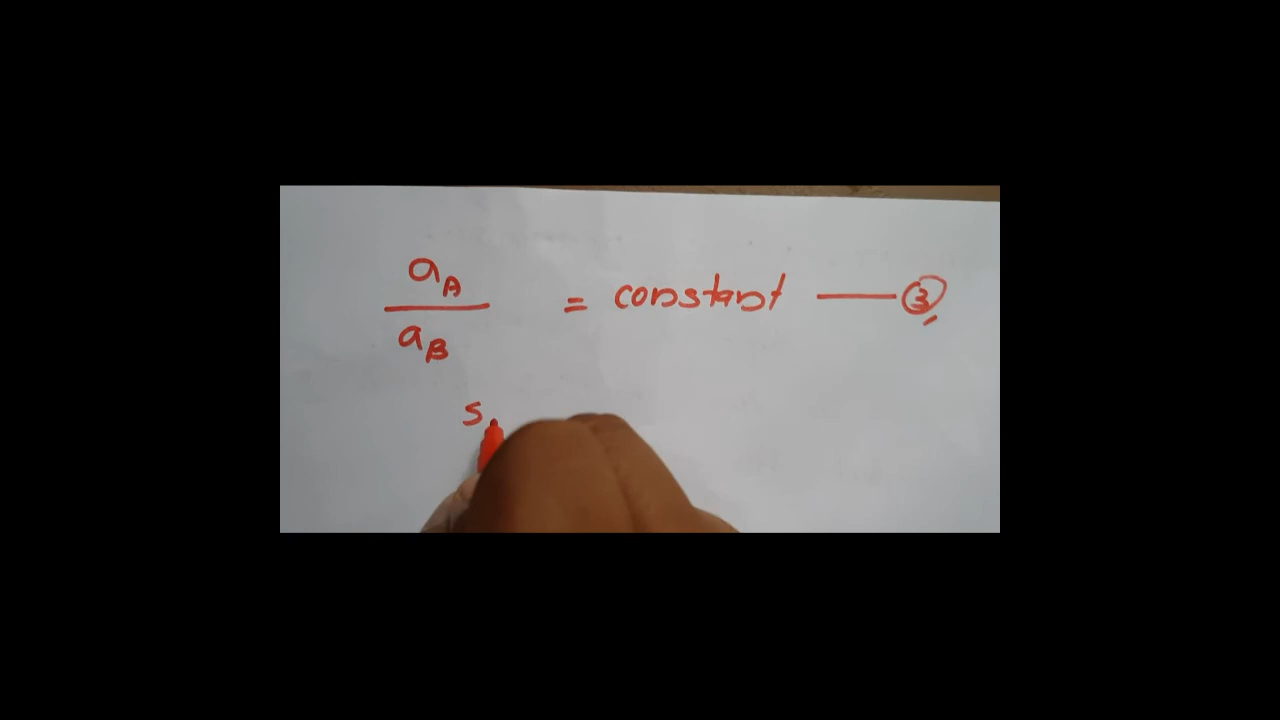 a_A
a_B = constant — 3
s